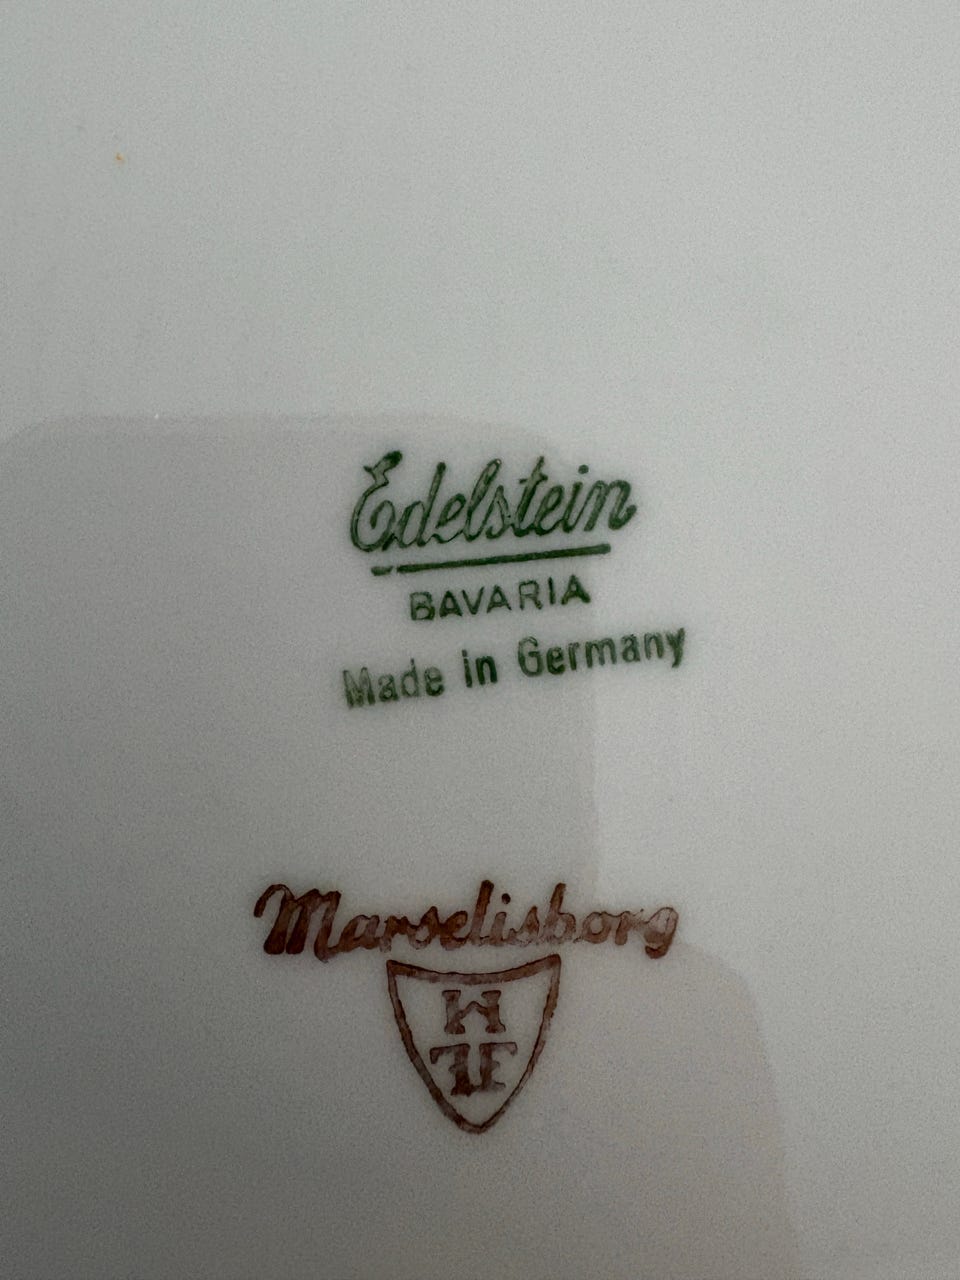 Edelstein
BAVARIA
Made in Germany
Marselisborg